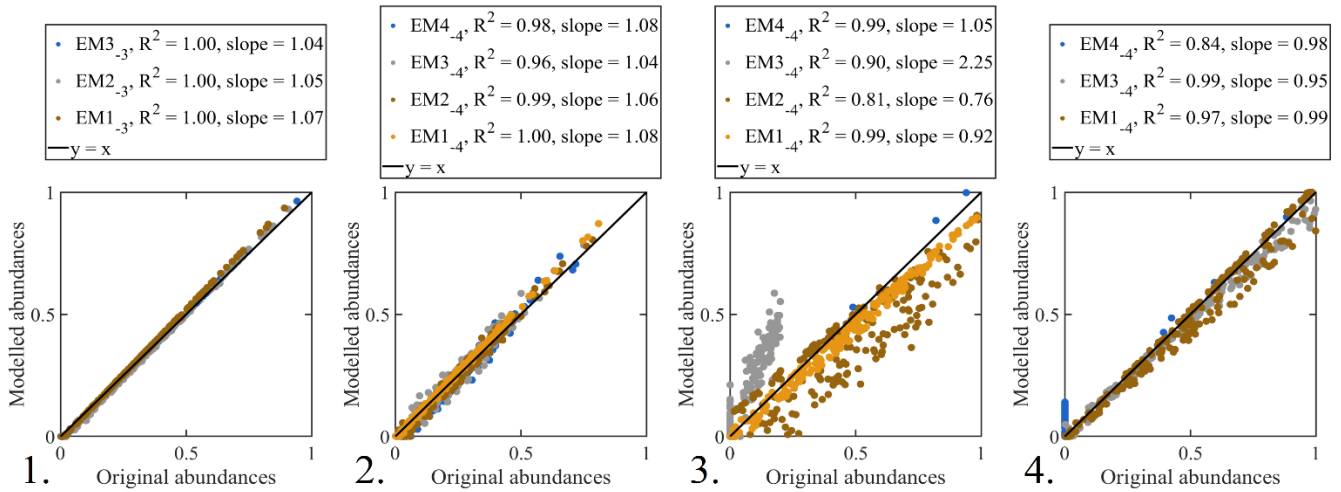 EM3-3, R2 = 1.00, slope = 1.04
EM2-3, R2 = 1.00, slope = 1.05
EM1-3, R2 = 1.00, slope = 1.07
y = x
1
0.5
0
Modelled abundances
0 0.5 1
Original abundances
1.
EM4-4, R2 = 0.98, slope = 1.08
EM3-4, R2 = 0.96, slope = 1.04
EM2-4, R2 = 0.99, slope = 1.06
EM1-4, R2 = 1.00, slope = 1.08
y = x
1
0.5
0
Modelled abundances
0 0.5 1
Original abundances
2.
EM4-4, R2 = 0.99, slope = 1.05
EM3-4, R2 = 0.90, slope = 2.25
EM2-4, R2 = 0.81, slope = 0.76
EM1-4, R2 = 0.99, slope = 0.92
y = x
1
0.5
0
Modelled abundances
0 0.5 1
Original abundances
3.
EM4-4, R2 = 0.84, slope = 0.98
EM3-4, R2 = 0.99, slope = 0.95
EM1-4, R2 = 0.97, slope = 0.99
y = x
1
0.5
0
Modelled abundances
0 0.5 1
Original abundances
4.